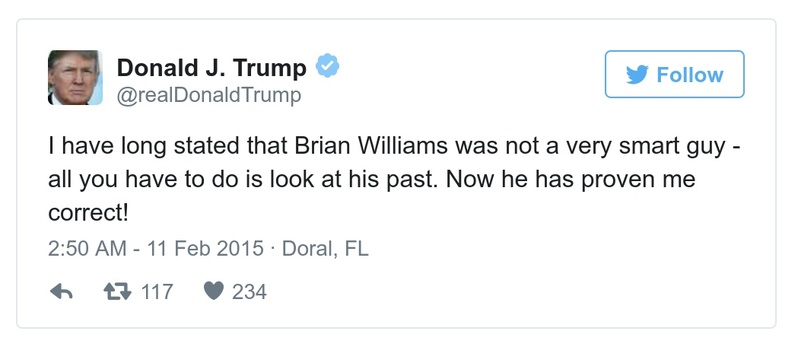 Donald J. Trump
@realDonaldTrump
Follow
I have long stated that Brian Williams was not a very smart guy -
all you have to do is look at his past. Now he has proven me
correct!
2:50 AM - 11 Feb 2015 · Doral, FL
117 234